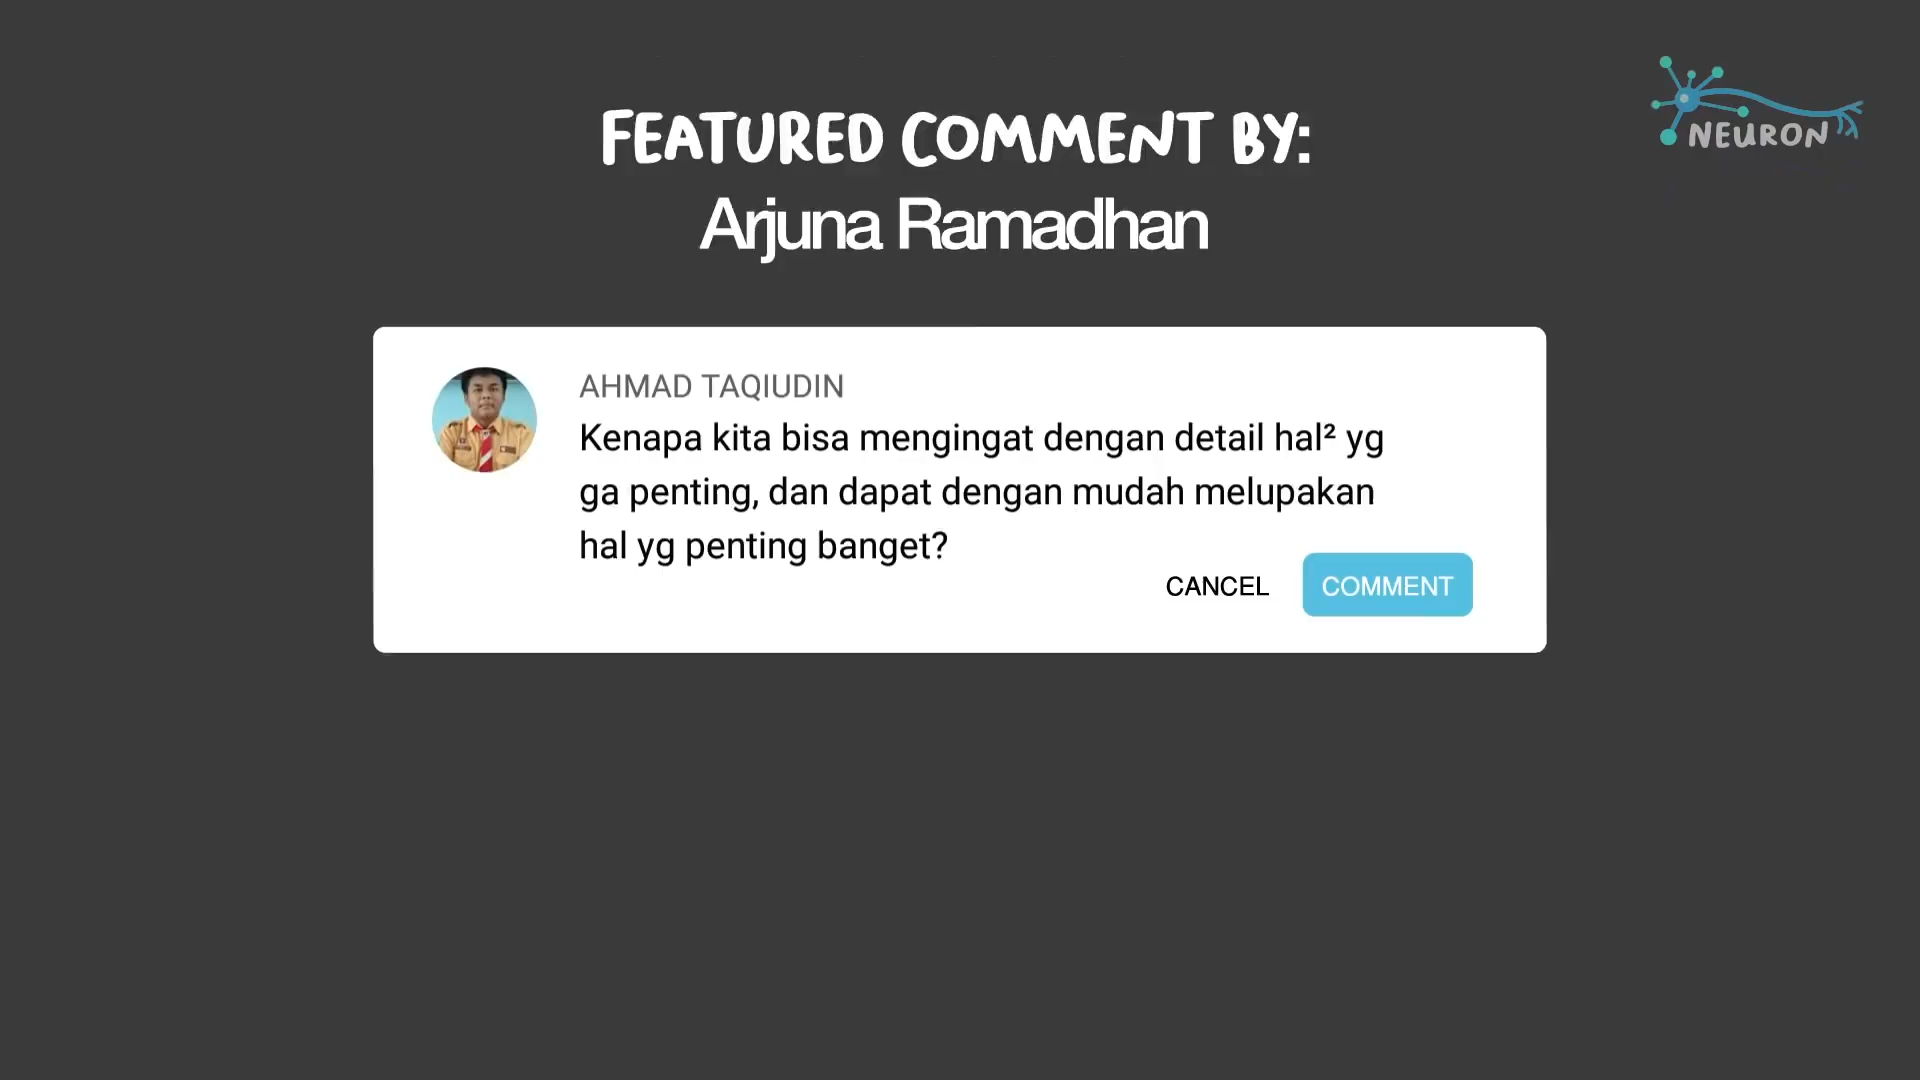 FEATURED COMMENT BY:
Arjuna Ramadhan
NEURON
AHMAD TAQIUDIN
Kenapa kita bisa mengingat dengan detail hal² yg
ga penting, dan dapat dengan mudah melupakan
hal yg penting banget?
CANCEL
COMMENT